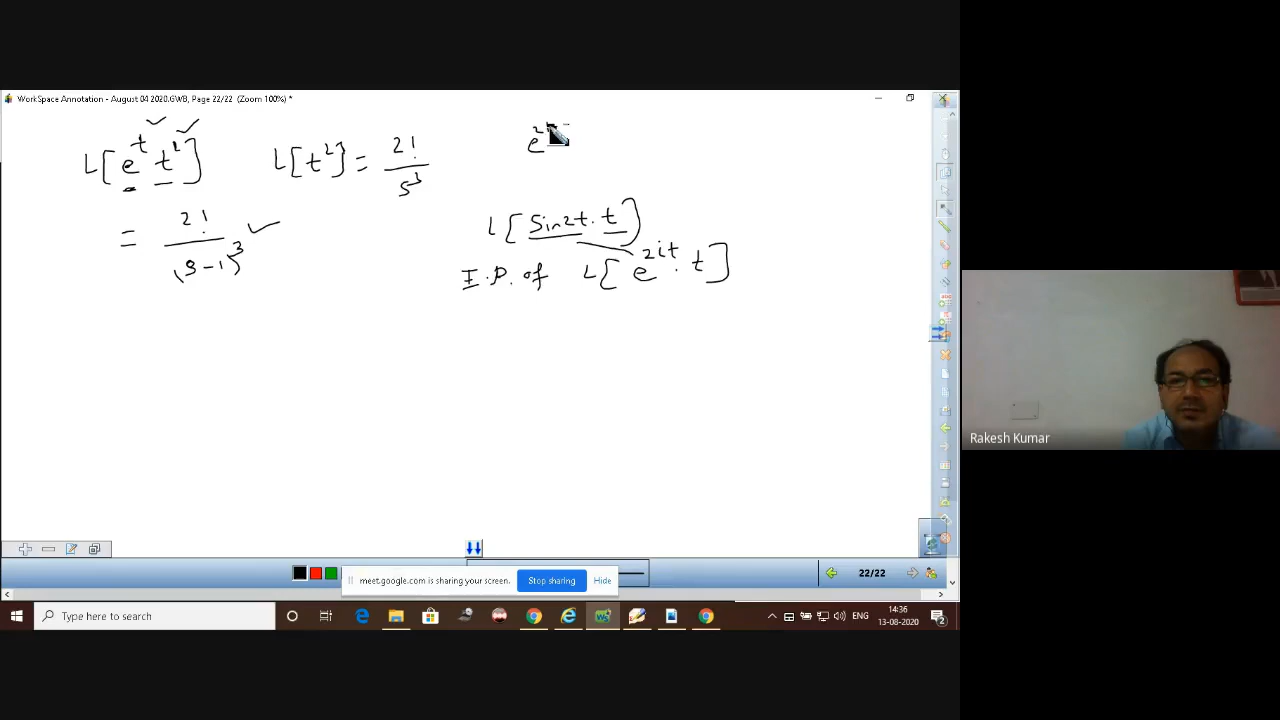 WorkSpace Annotation - August 04 2020.GWB, Page 22/22 (Zoom 100%) *
L[e^t t^2]
L[t^2] = 2!/s^3
= 2!/(s-1)^3
e^2
L[Sin2t. t]
I.P. of L[e^2it . t]
Rakesh Kumar
meet.google.com is sharing your screen.
Stop sharing
Hide
22/22
Type here to search
ENG
14:36
13-08-2020
2